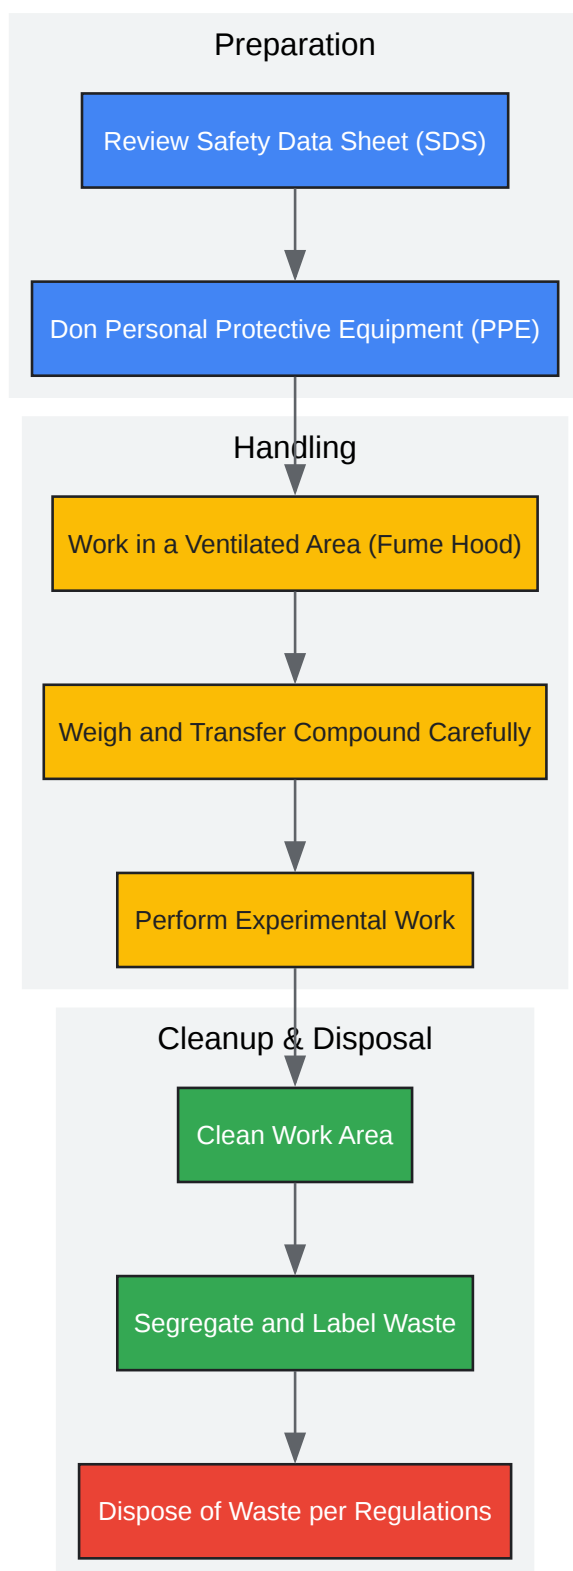 Preparation
Review Safety Data Sheet (SDS)
Don Personal Protective Equipment (PPE)
Handling
Work in a Ventilated Area (Fume Hood)
Weigh and Transfer Compound Carefully
Perform Experimental Work
Cleanup & Disposal
Clean Work Area
Segregate and Label Waste
Dispose of Waste per Regulations